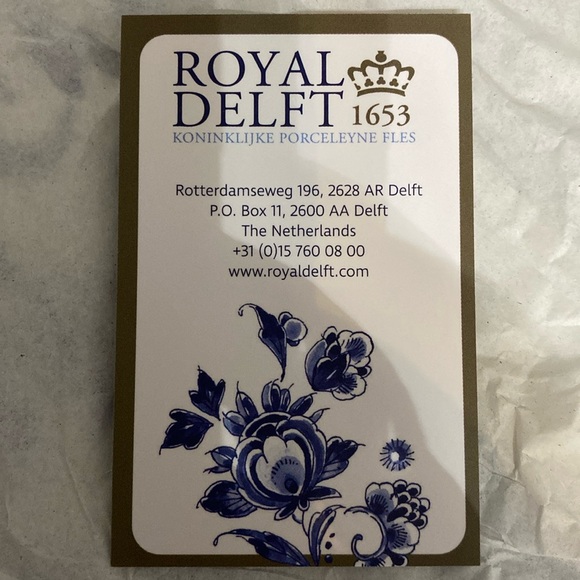 ROYAL
DELFT 1653
KONINKLIJKE PORCELEYNE FLES
Rotterdamseweg 196, 2628 AR Delft
P.O. Box 11, 2600 AA Delft
The Netherlands
+31 (0)15 760 08 00
www.royaldelft.com